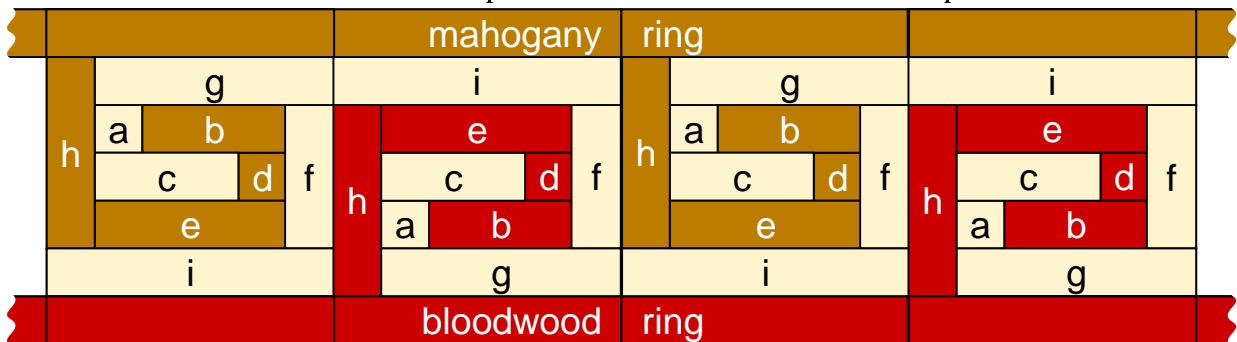 mahogany ring
g i g i
a b e a b e
h c d f c d f h c d f c d f
e h a b e h a b
i g i g
bloodwood ring